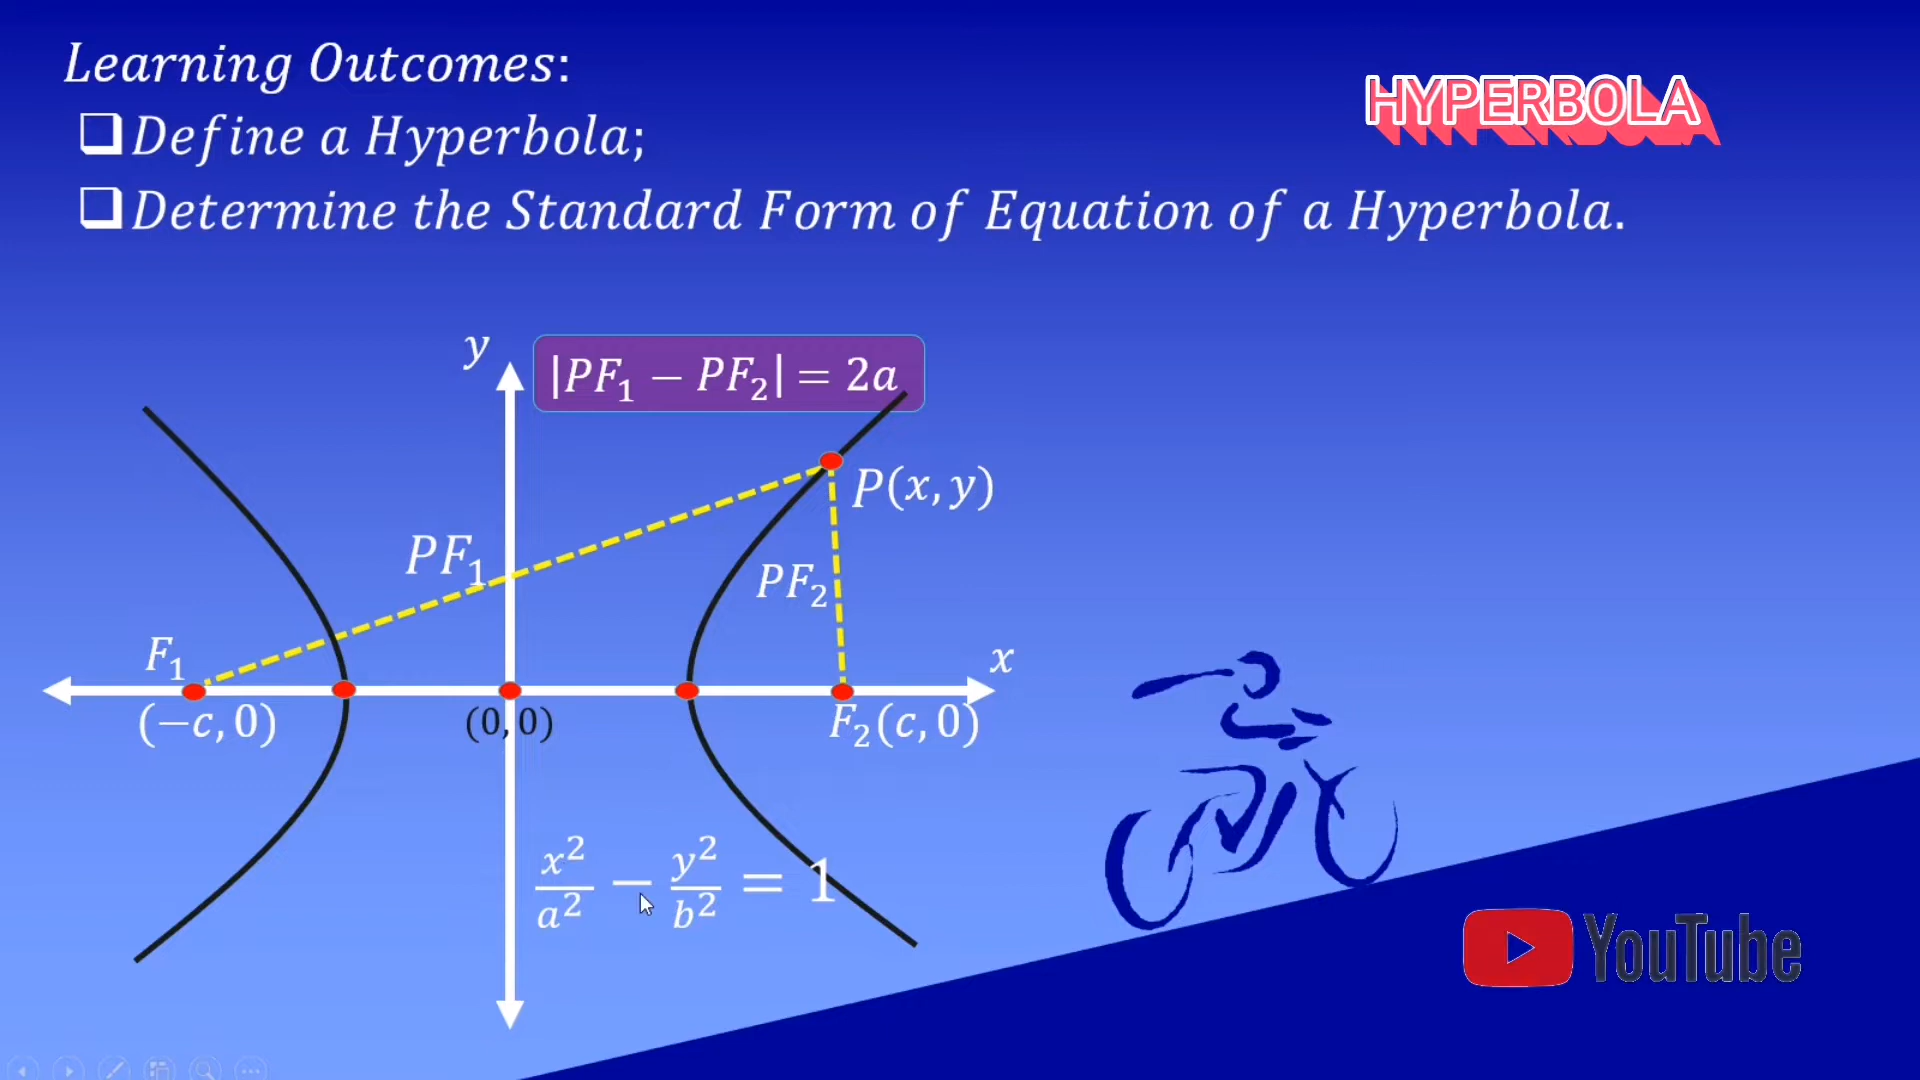 Learning Outcomes:
HYPERBOLA
❑Define a Hyperbola;
❑Determine the Standard Form of Equation of a Hyperbola.
y
|PF₁ − PF₂| = 2a
P(x, y)
PF₁
PF₂
F₁
x
(−c, 0)
(0, 0)
F₂(c, 0)
x²/a² − y²/b² = 1
YouTube